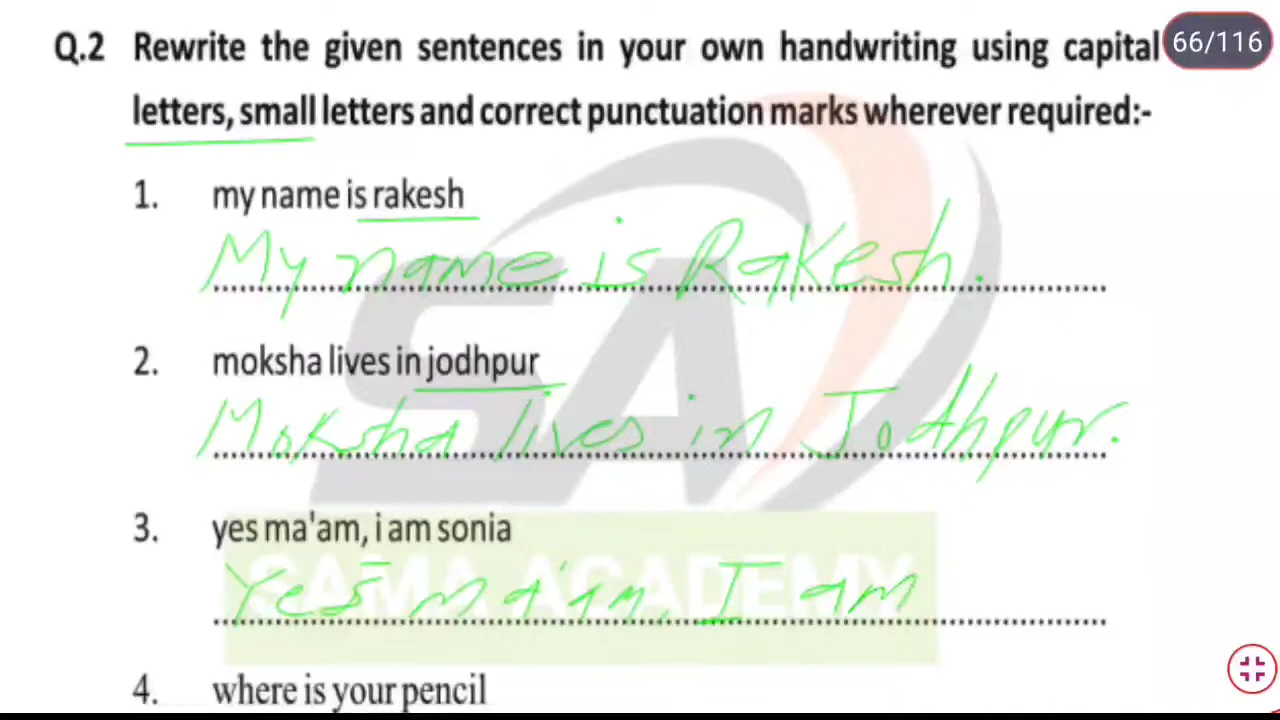 Q.2 Rewrite the given sentences in your own handwriting using capital 66/116
letters, small letters and correct punctuation marks wherever required:-
1. my name is rakesh
My name is Rakesh.
2. moksha lives in jodhpur
Moksha lives in Jodhpur.
3. yes ma'am, i am sonia
Yes ma'am, I am
SAMA ACADEMY
4. where is your pencil